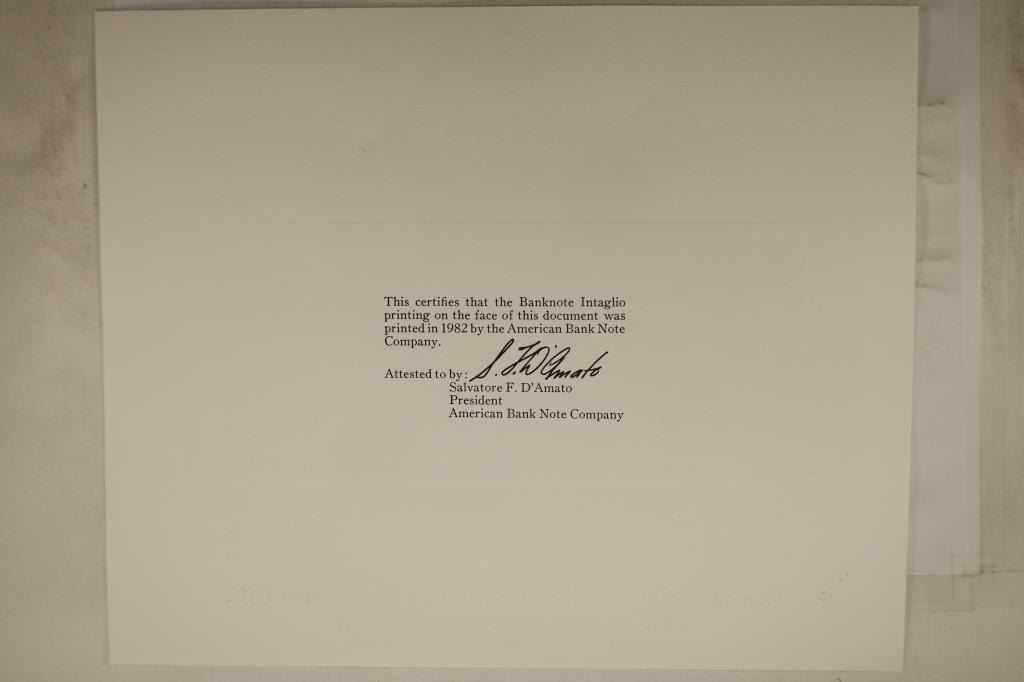 This certifies that the Banknote Intaglio
printing on the face of this document was
printed in 1982 by the American Bank Note
Company.
Attested to by: S. F. D'Amato
Salvatore F. D'Amato
President
American Bank Note Company